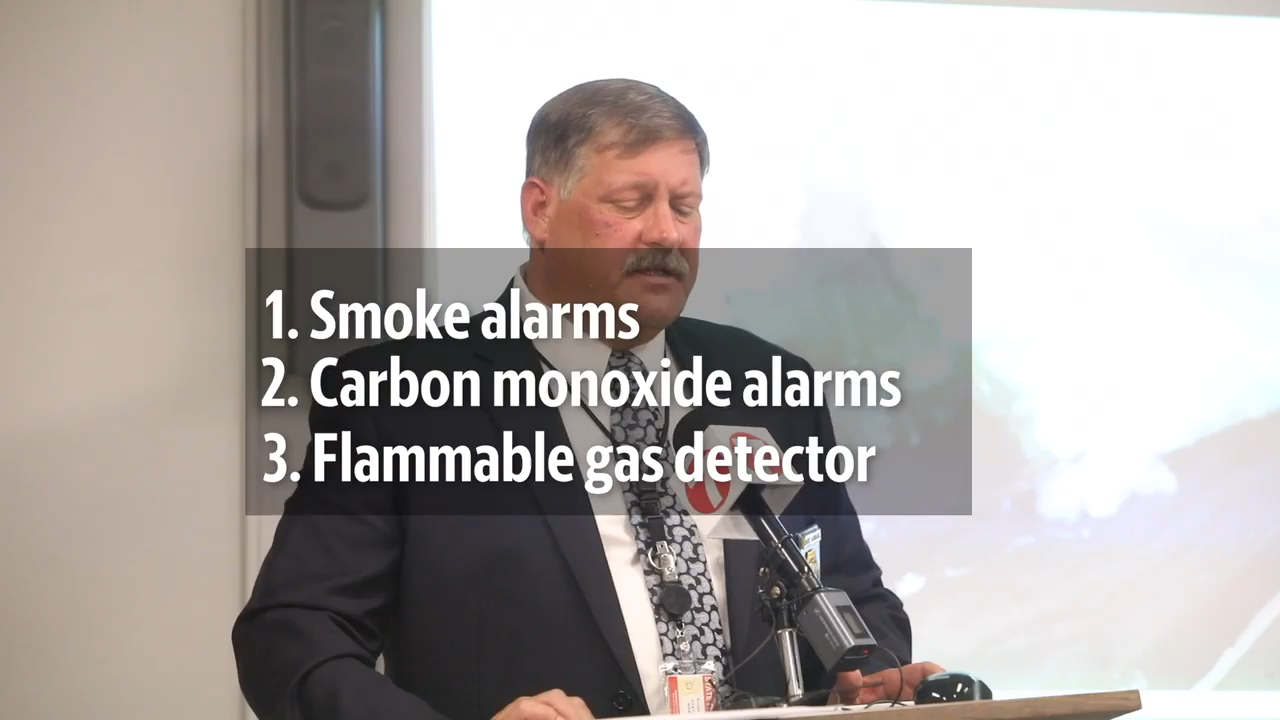 1. Smoke alarms
2. Carbon monoxide alarms
3. Flammable gas detector